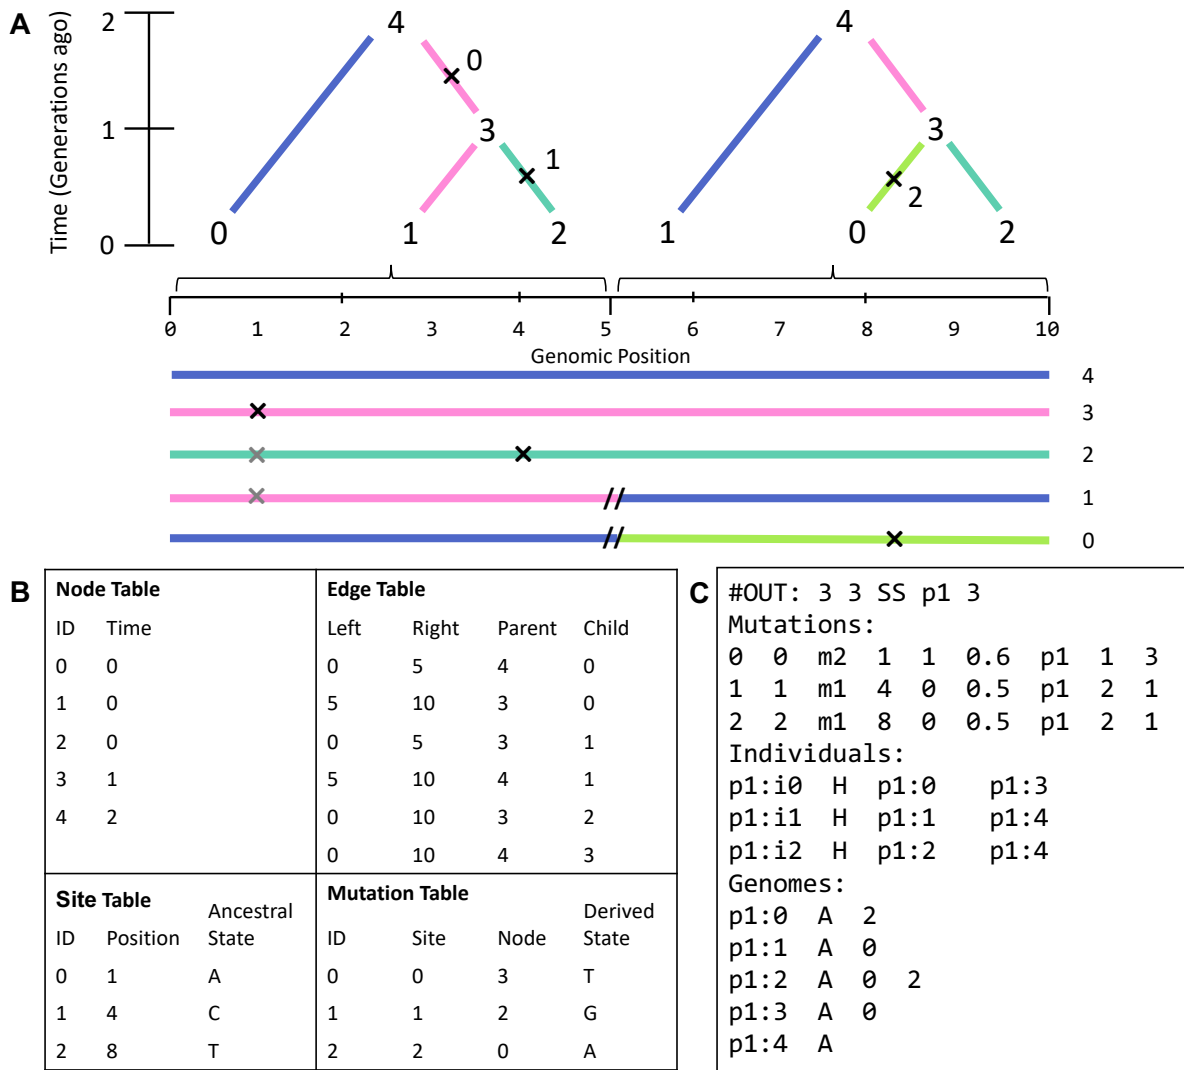 A
Time (Generations ago)
2
1
0
4
0
3
1
0
1
2
4
3
2
1
0
2
0 1 2 3 4 5 6 7 8 9 10
Genomic Position
4
3
2
1
0
B
Node Table
ID Time
0 0
1 0
2 0
3 1
4 2
Edge Table
Left Right Parent Child
0 5 4 0
5 10 3 0
0 5 3 1
5 10 4 1
0 10 3 2
0 10 4 3
Site Table
ID Position Ancestral State
0 1 A
1 4 C
2 8 T
Mutation Table
ID Site Node Derived State
0 0 3 T
1 1 2 G
2 2 0 A
C
#OUT: 3 3 SS p1 3
Mutations:
0 0 m2 1 1 0.6 p1 1 3
1 1 m1 4 0 0.5 p1 2 1
2 2 m1 8 0 0.5 p1 2 1
Individuals:
p1:i0 H p1:0 p1:3
p1:i1 H p1:1 p1:4
p1:i2 H p1:2 p1:4
Genomes:
p1:0 A 2
p1:1 A 0
p1:2 A 0 2
p1:3 A 0
p1:4 A